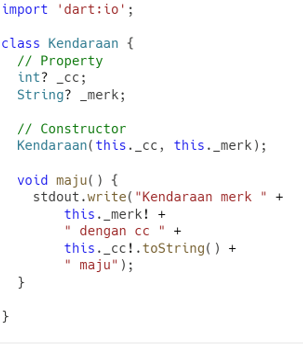 import 'dart:io';

class Kendaraan {
  // Property
  int? _cc;
  String? _merk;

  // Constructor
  Kendaraan(this._cc, this._merk);

  void maju() {
    stdout.write("Kendaraan merk " +
        this._merk! +
        " dengan cc " +
        this._cc!.toString() +
        " maju");
  }

}